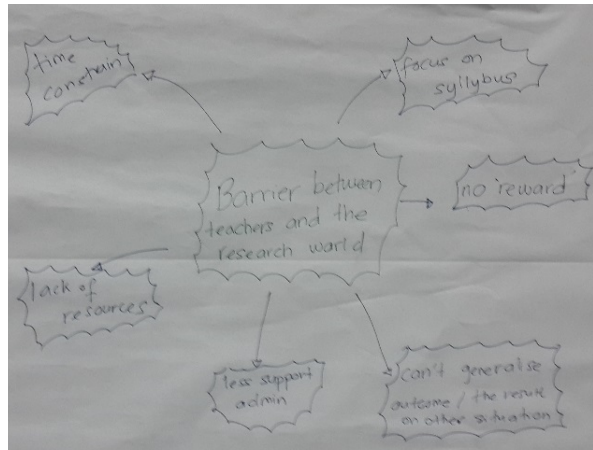 time
constrain
focus on
syllybus
Barrier between
teachers and the
research world
no 'reward'
lack of
resources
less support
admin
can't generalise
outcome / the result
on other situation